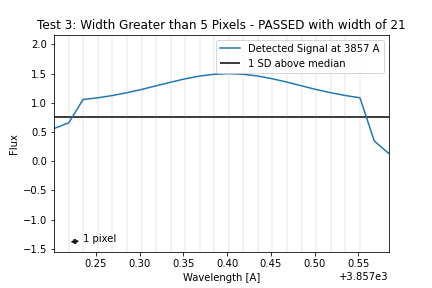 Test 3: Width Greater than 5 Pixels - PASSED with width of 21
2.0
1.5
1.0
0.5
0.0
−0.5
−1.0
−1.5
Flux
Detected Signal at 3857 A
1 SD above median
1 pixel
0.25 0.30 0.35 0.40 0.45 0.50 0.55
Wavelength [A]
+3.857e3